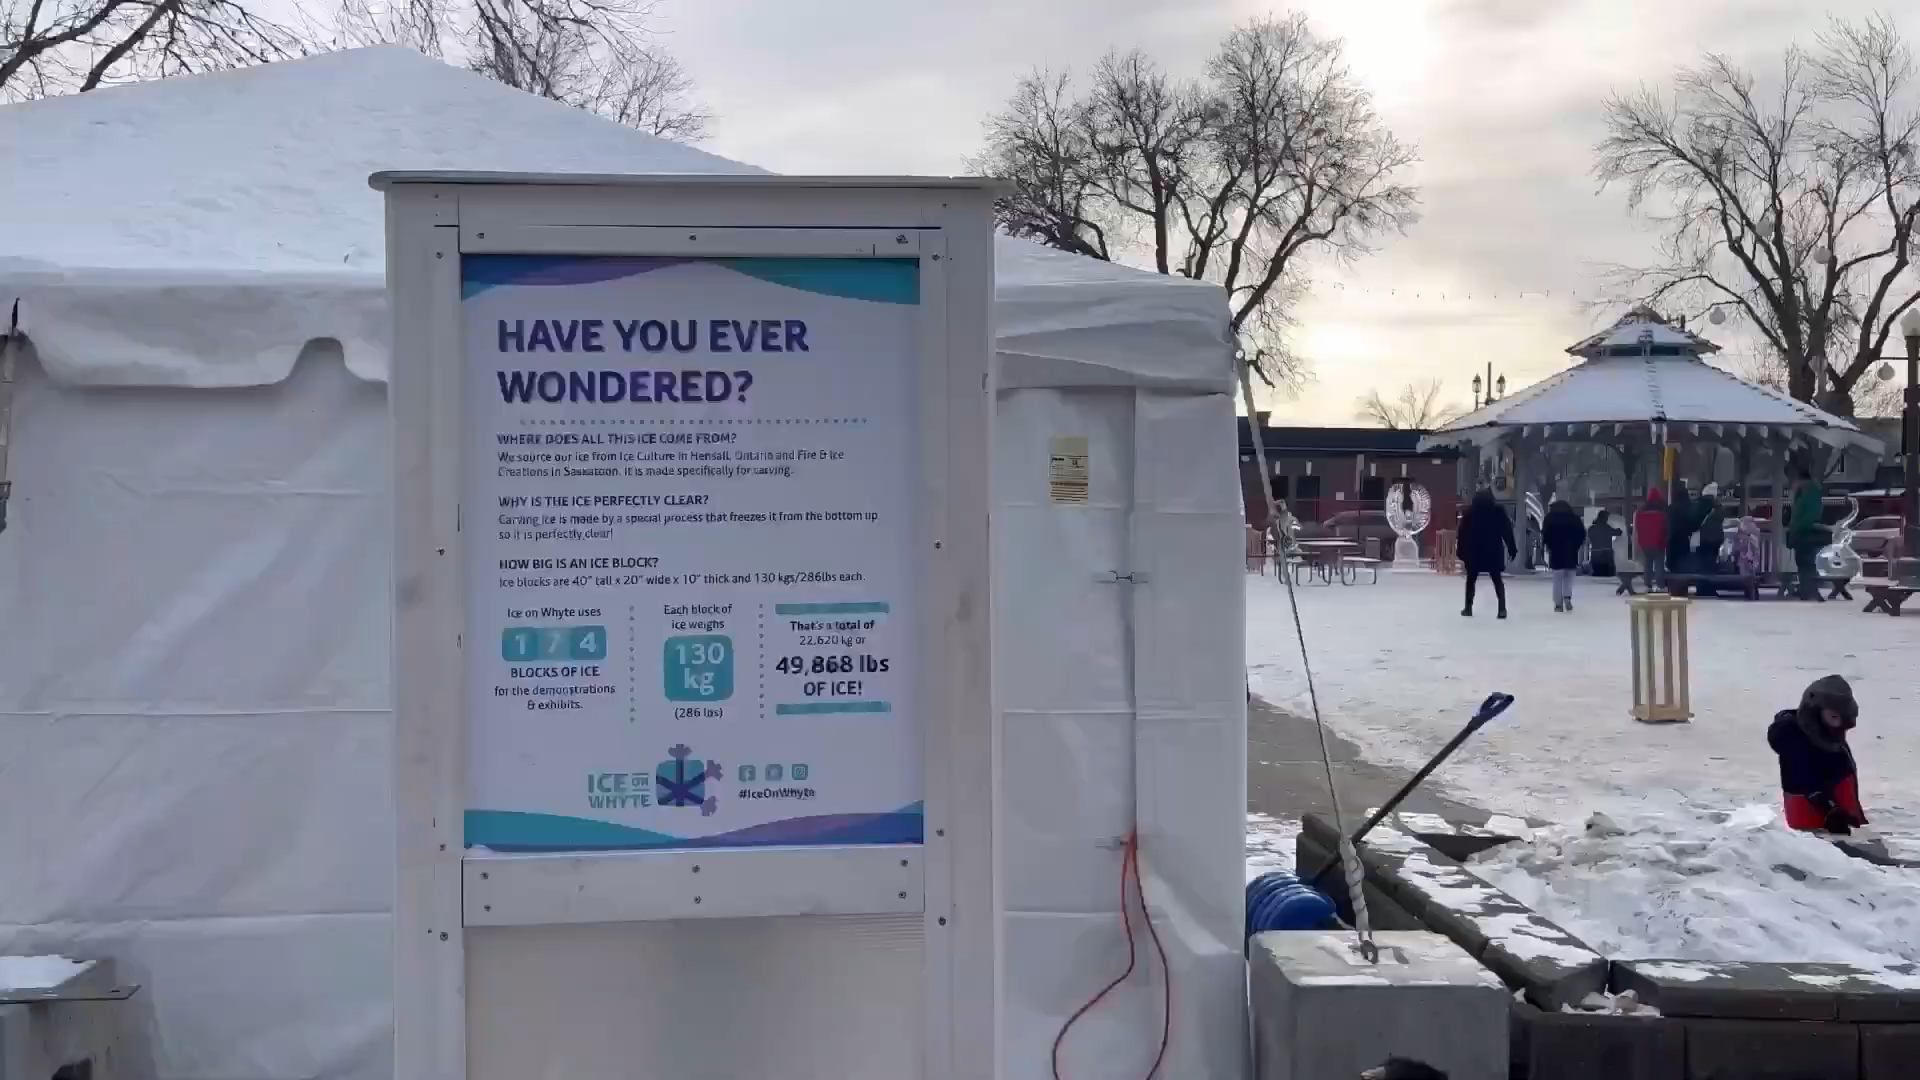 HAVE YOU EVER
WONDERED?
WHERE DOES ALL THIS ICE COME FROM?
We source our ice from Ice Culture in Hensall, Ontario and Fire & Ice
Creations in Saskatoon. It is made specifically for carving.
WHY IS THE ICE PERFECTLY CLEAR?
Carving ice is made by a special process that freezes it from the bottom up
so it is perfectly clear!
HOW BIG IS AN ICE BLOCK?
Ice blocks are 40" tall x 20" wide x 10" thick and 130 kgs/286lbs each.
Ice on Whyte uses
174
BLOCKS OF ICE
for the demonstrations
& exhibits.
Each block of
ice weighs
130
kg
(286 lbs)
That's a total of
22,620 kg or
49,868 lbs
OF ICE!
ICE ON
WHYTE
#IceOnWhyte